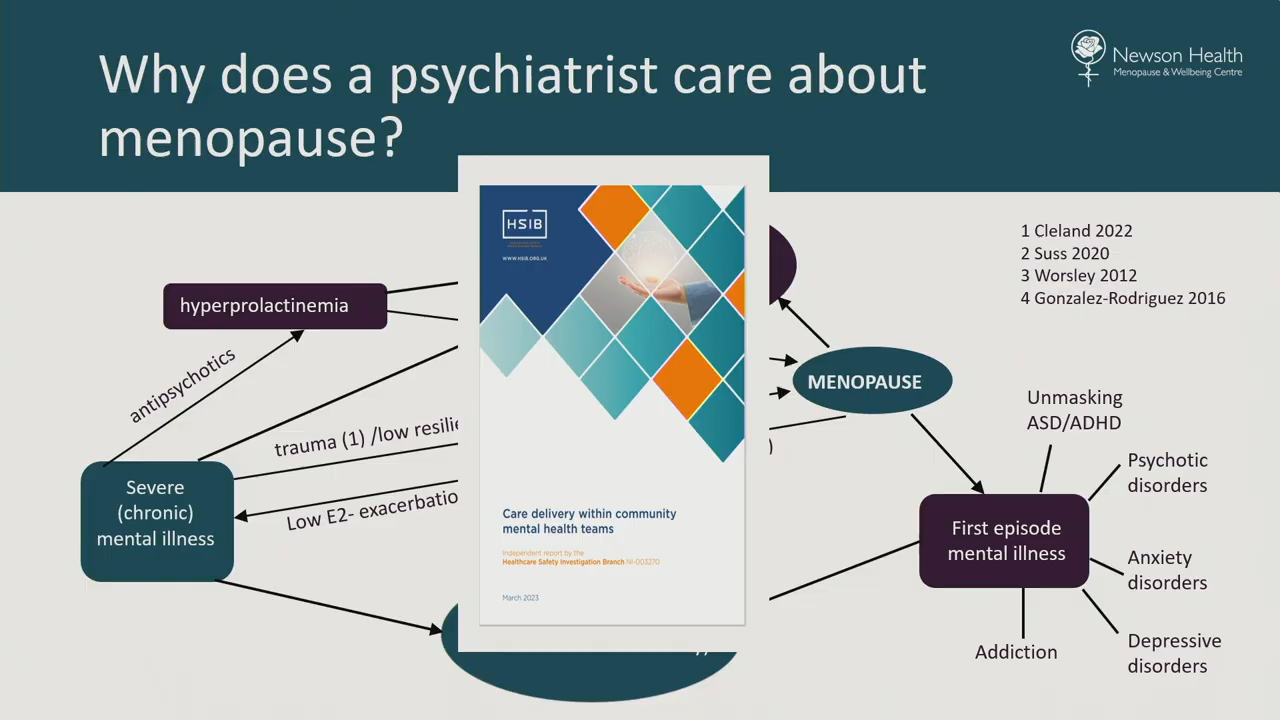 Why does a psychiatrist care about
menopause?
Newson Health
Menopause & Wellbeing Centre
HSIB
WWW.HSIB.ORG.UK
1 Cleland 2022
2 Suss 2020
3 Worsley 2012
4 Gonzalez-Rodriguez 2016
hyperprolactinemia
antipsychotics
MENOPAUSE
trauma (1) /low resilie
Low E2- exacerbatio
)
Severe
(chronic)
mental illness
Unmasking
ASD/ADHD
Psychotic
disorders
First episode
mental illness
Anxiety
disorders
Depressive
disorders
Addiction
Care delivery within community
mental health teams
Independent report by the
Healthcare Safety Investigation Branch NI-003270
March 2023